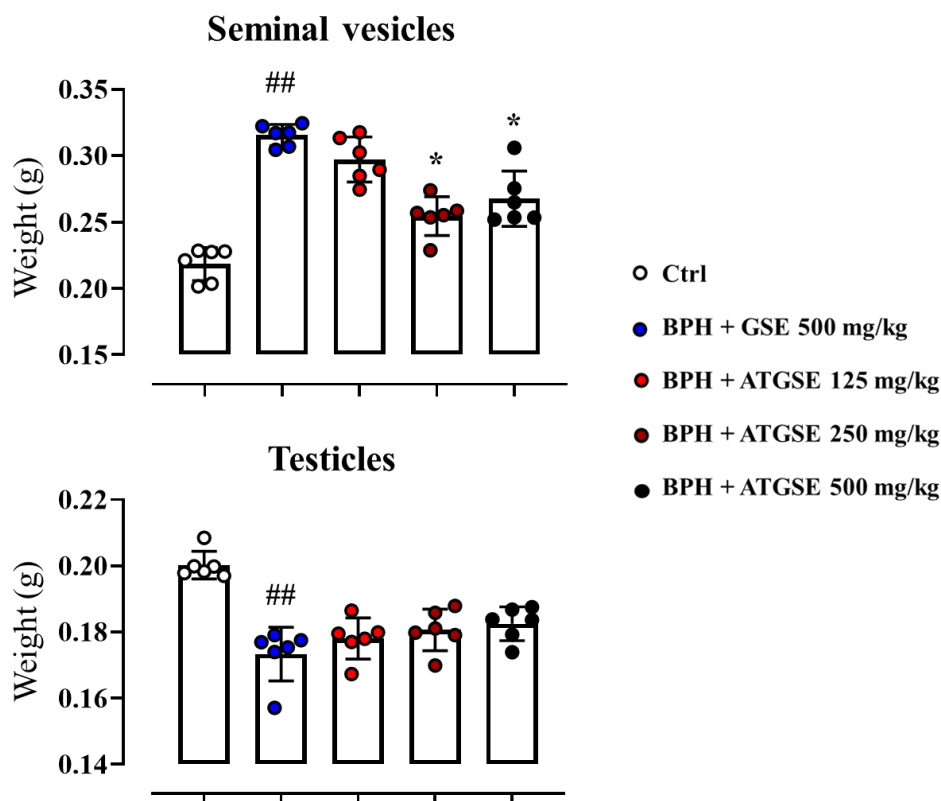 Seminal vesicles
##
*
*
0.35
0.30
0.25
0.20
0.15
Weight (g)
Ctrl
BPH + GSE 500 mg/kg
BPH + ATGSE 125 mg/kg
BPH + ATGSE 250 mg/kg
BPH + ATGSE 500 mg/kg
Testicles
##
0.22
0.20
0.18
0.16
0.14
Weight (g)